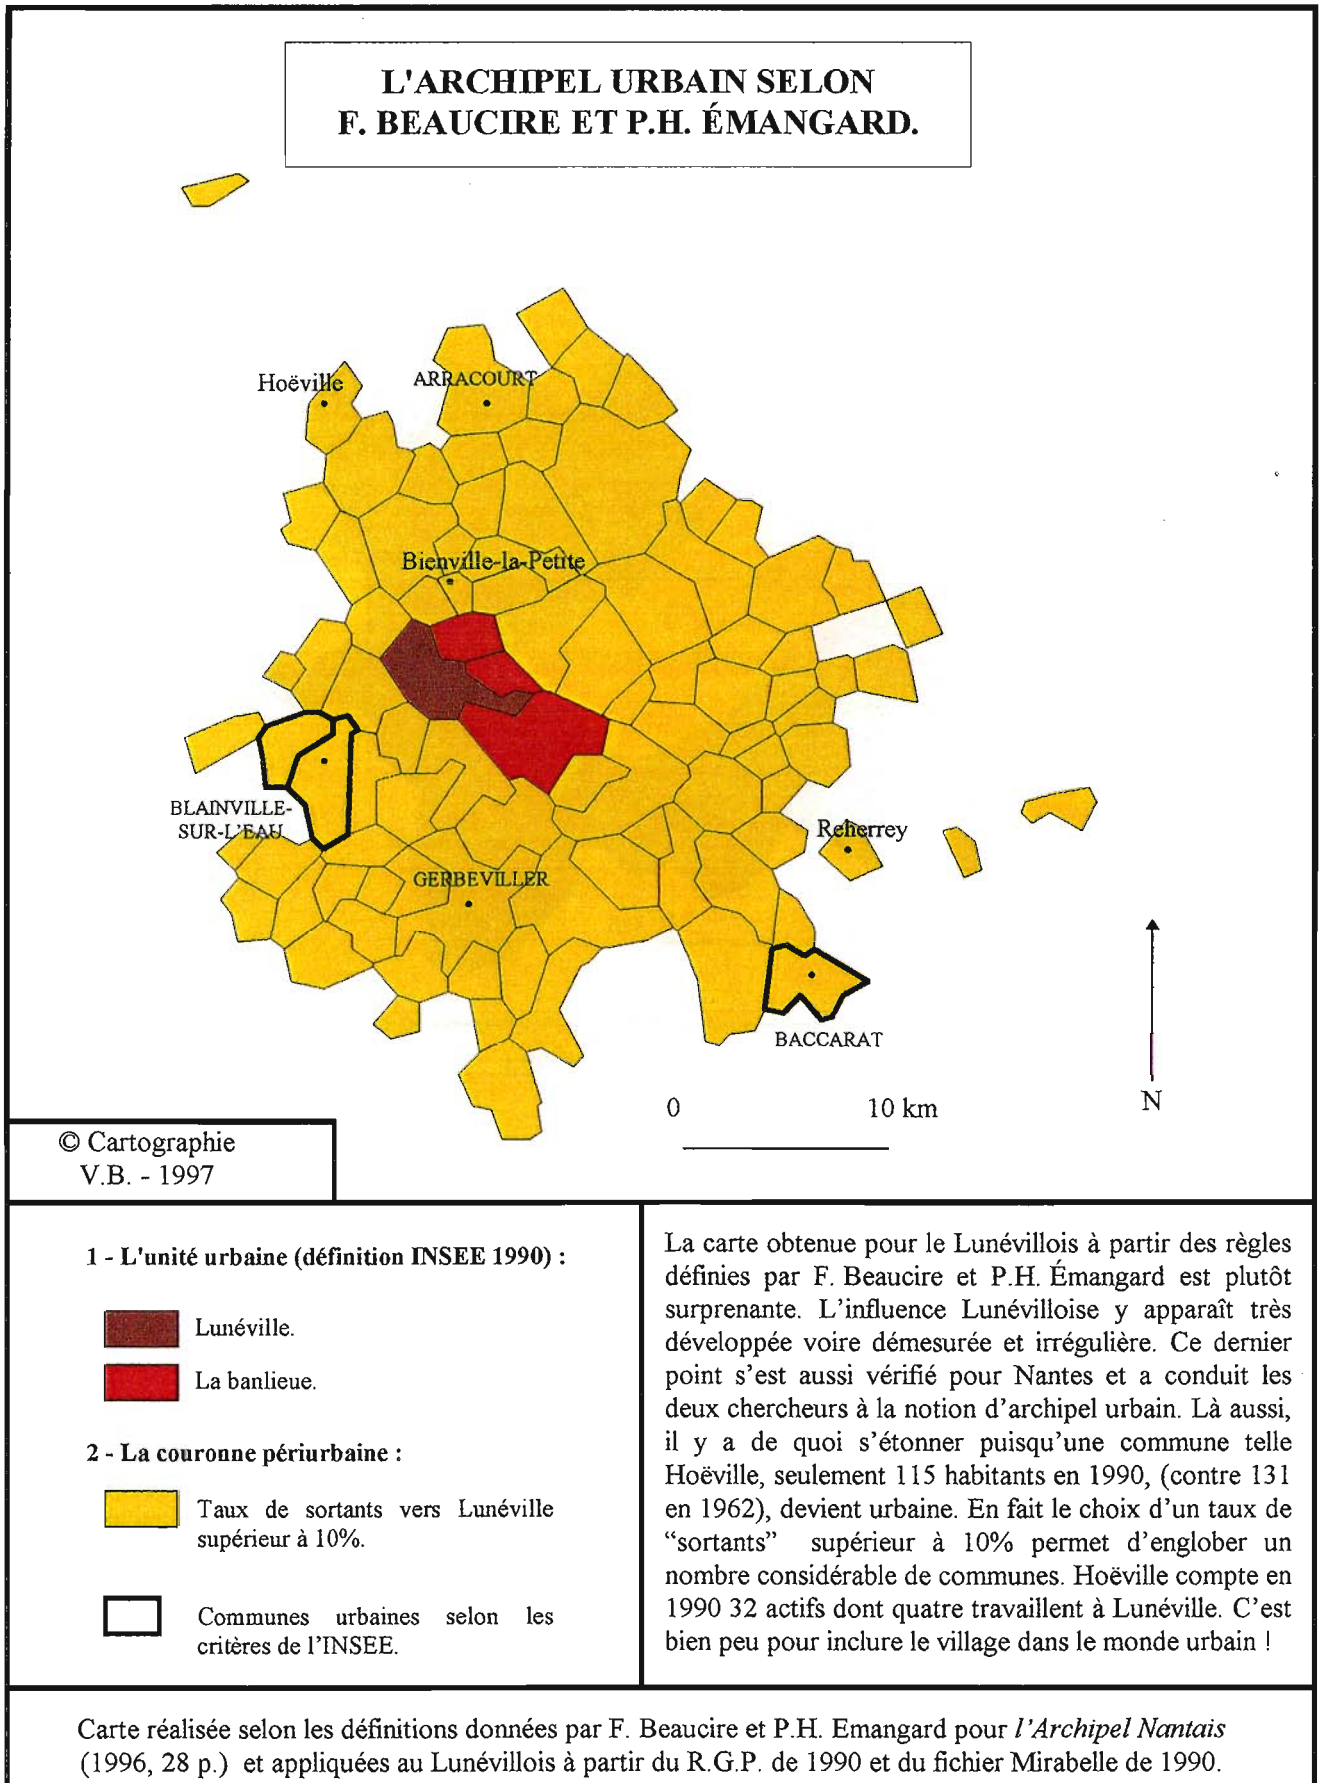 L'ARCHIPEL URBAIN SELON
F. BEAUCIRE ET P.H. ÉMANGARD.
Hoëville
ARRACOURT
Bienville-la-Petite
BLAINVILLE-
SUR-L'EAU
Reherrey
GERBEVILLER
BACCARAT
0 10 km
N
© Cartographie
V.B. - 1997
1 - L'unité urbaine (définition INSEE 1990) :
Lunéville.
La banlieue.
2 - La couronne périurbaine :
Taux de sortants vers Lunéville
supérieur à 10%.
Communes urbaines selon les
critères de l'INSEE.
La carte obtenue pour le Lunévillois à partir des règles
définies par F. Beaucire et P.H. Émangard est plutôt
surprenante. L'influence Lunévilloise y apparaît très
développée voire démesurée et irrégulière. Ce dernier
point s'est aussi vérifié pour Nantes et a conduit les
deux chercheurs à la notion d'archipel urbain. Là aussi,
il y a de quoi s'étonner puisqu'une commune telle
Hoëville, seulement 115 habitants en 1990, (contre 131
en 1962), devient urbaine. En fait le choix d'un taux de
“sortants” supérieur à 10% permet d'englober un
nombre considérable de communes. Hoëville compte en
1990 32 actifs dont quatre travaillent à Lunéville. C'est
bien peu pour inclure le village dans le monde urbain !
Carte réalisée selon les définitions données par F. Beaucire et P.H. Emangard pour l'Archipel Nantais
(1996, 28 p.) et appliquées au Lunévillois à partir du R.G.P. de 1990 et du fichier Mirabelle de 1990.